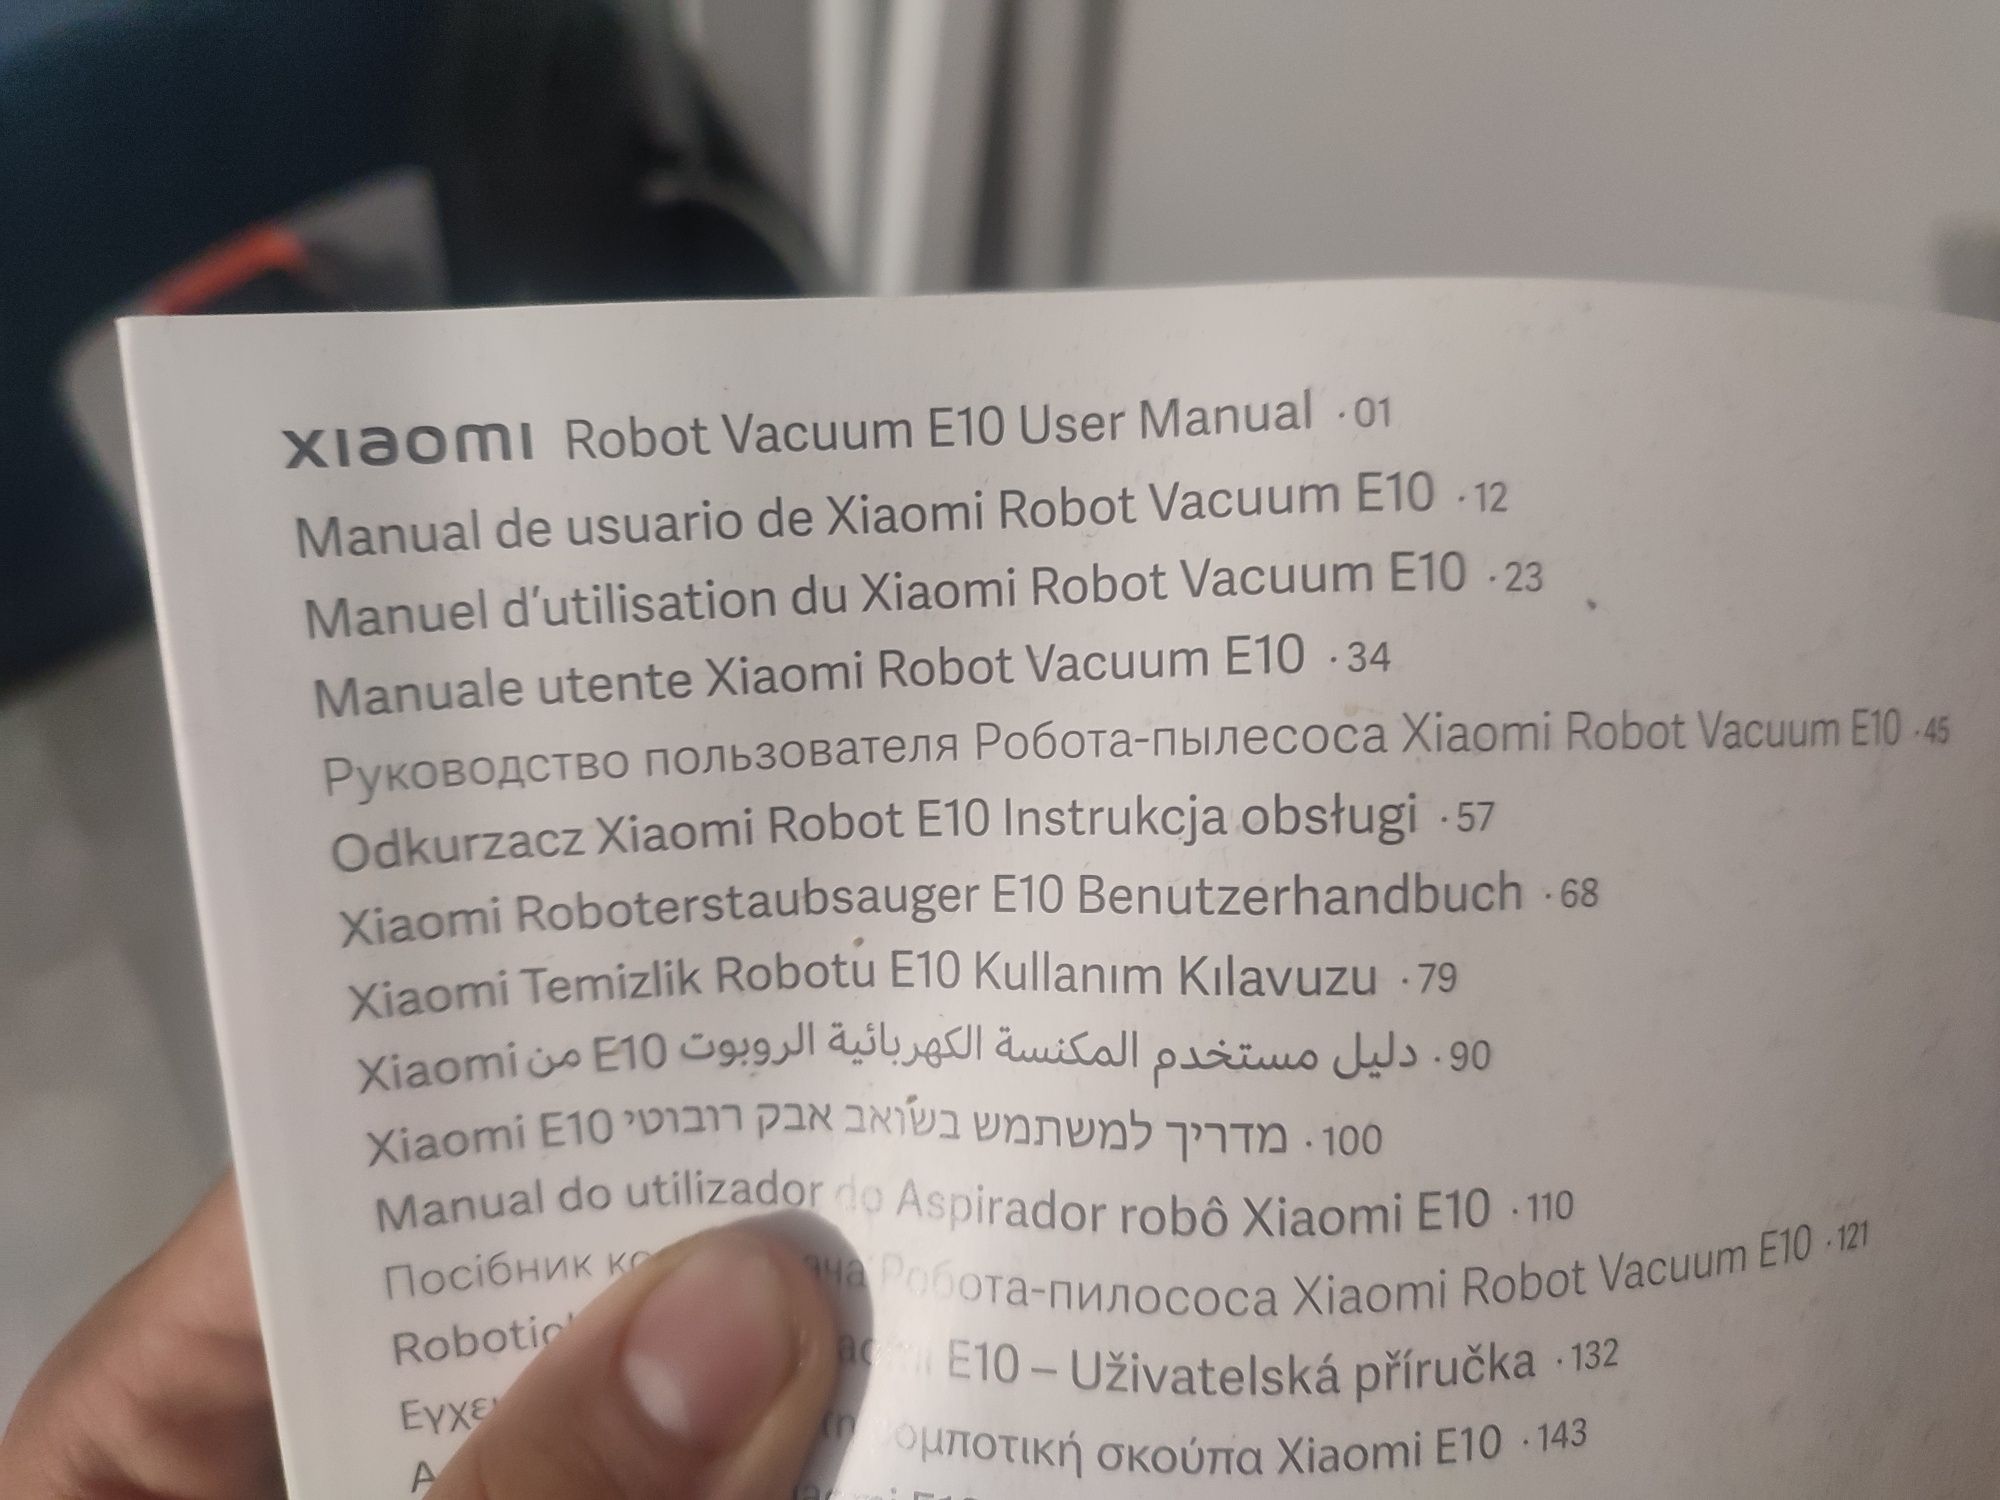 xiaomi Robot Vacuum E10 User Manual ·01
Manual de usuario de Xiaomi Robot Vacuum E10 ·12
Manuel d'utilisation du Xiaomi Robot Vacuum E10 ·23
Manuale utente Xiaomi Robot Vacuum E10 ·34
Руководство пользователя Робота-пылесоса Xiaomi Robot Vacuum E10 ·45
Odkurzacz Xiaomi Robot E10 Instrukcja obsługi ·57
Xiaomi Roboterstaubsauger E10 Benutzerhandbuch ·68
Xiaomi Temizlik Robotu E10 Kullanım Kılavuzu ·79
دليل مستخدم المكنسة الكهربائية الروبوت E10 من Xiaomi ·90
מדריך למשתמש בשואב אבק רובוטי Xiaomi E10 ·100
Manual do utilizador do Aspirador robô Xiaomi E10 ·110
Посібник Робота-пилососа Xiaomi Robot Vacuum E10 ·121
E10 – Uživatelská příručka ·132
σκούπα Xiaomi E10 ·143